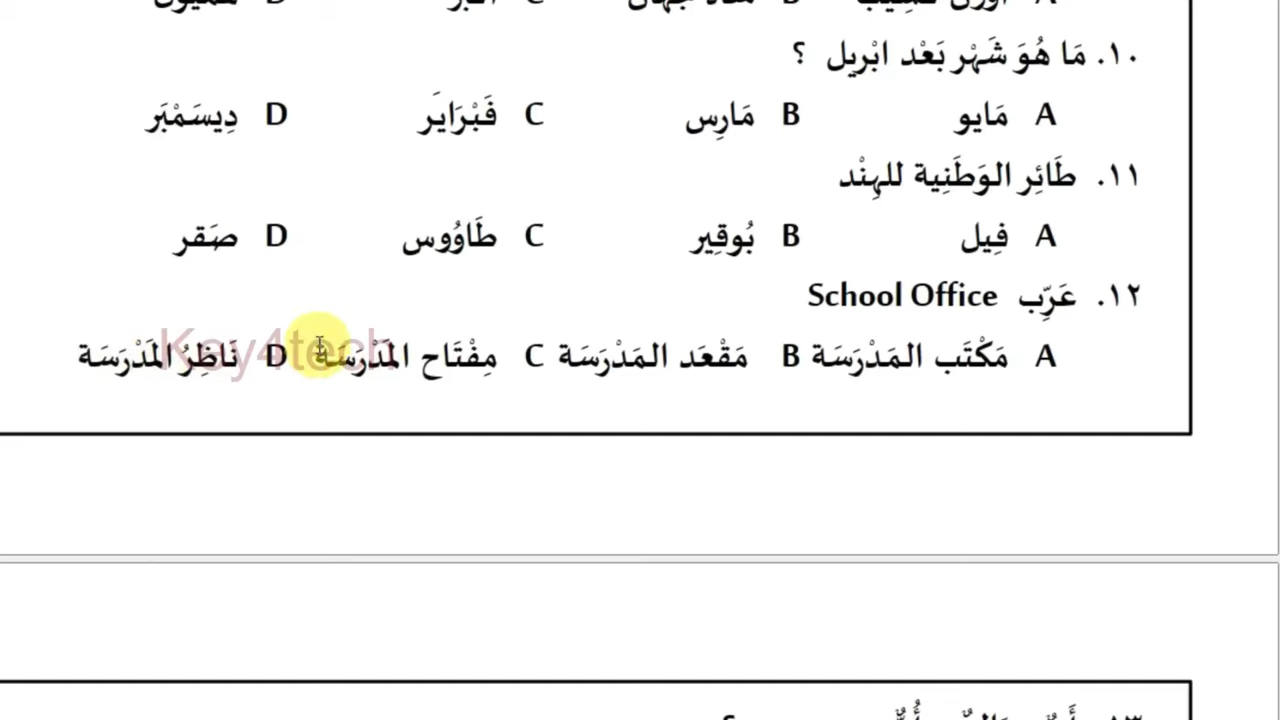 ١٠. مَا هُوَ شَهْر بَعْد ابْرِيل ؟
A مَايو B مَارِس C فَبْرَايَر D دِيسَمْبَر
١١. طَائِر الوَطَنِية للهِنْد
A فِيل B بُوقِير C طَاوُوس D صَقر
١٢. عَرِّب School Office
A مَكْتَب المَدْرَسَة B مَقْعَد المَدْرَسَة C مِفْتَاح المَدْرَسَة D نَاظِرُ المَدْرَسَة
Key4tech